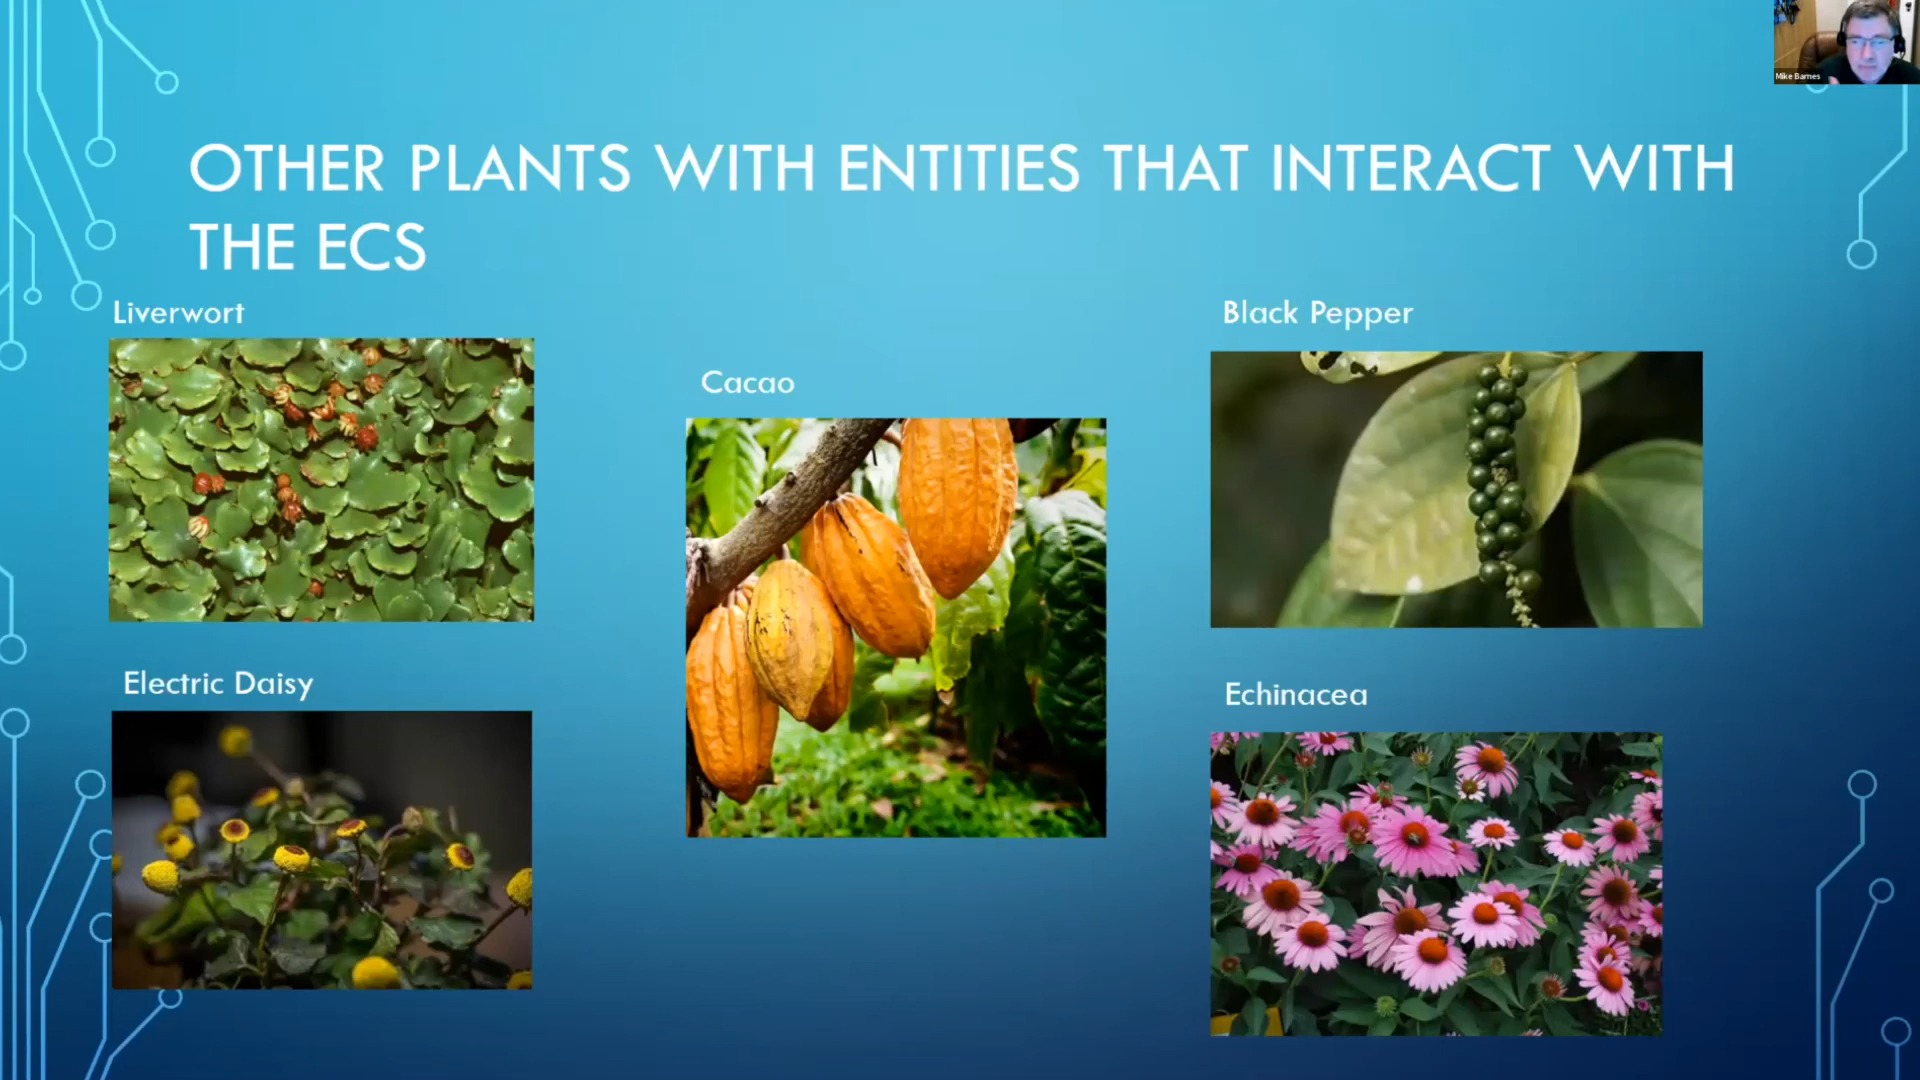 Mike Barnes
OTHER PLANTS WITH ENTITIES THAT INTERACT WITH
THE ECS
Liverwort
Black Pepper
Cacao
Electric Daisy
Echinacea